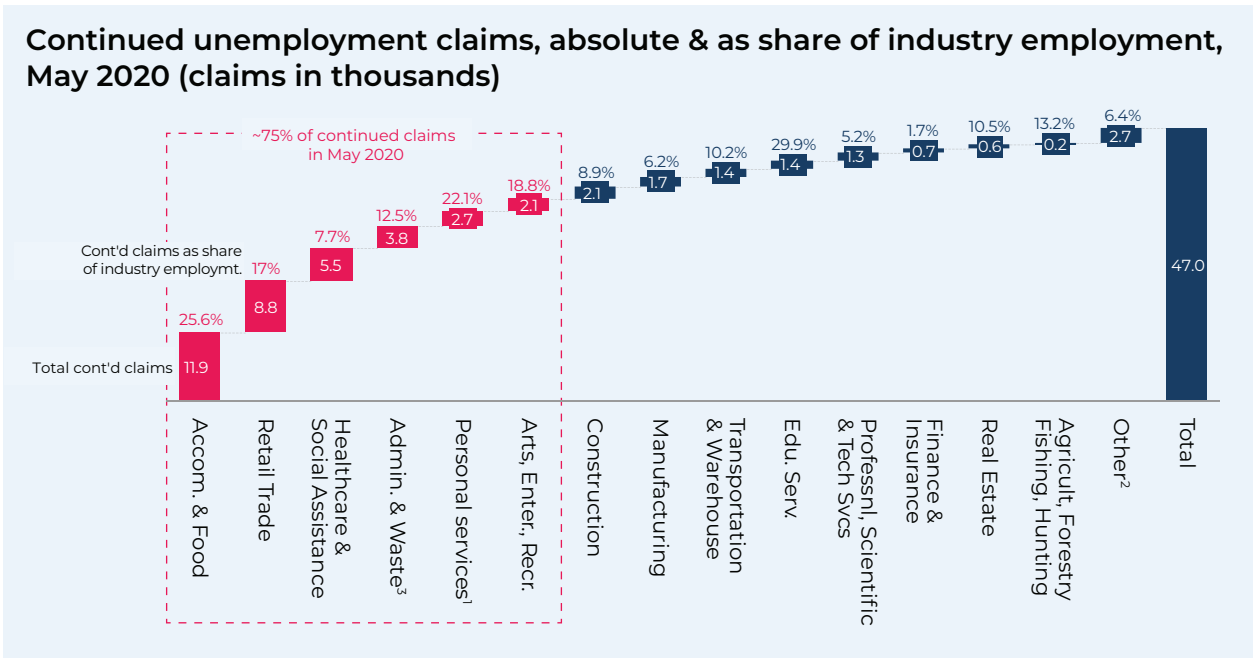 Continued unemployment claims, absolute & as share of industry employment,
May 2020 (claims in thousands)
~75% of continued claims
in May 2020
Cont'd claims as share
of industry employmt.
Total cont'd claims
25.6%
11.9
17%
8.8
7.7%
5.5
12.5%
3.8
22.1%
2.7
18.8%
2.1
8.9%
2.1
6.2%
1.7
10.2%
1.4
29.9%
1.4
5.2%
1.3
1.7%
0.7
10.5%
0.6
13.2%
0.2
6.4%
2.7
47.0
Accom. & Food
Retail Trade
Healthcare &
Social Assistance
Admin. & Waste³
Personal services¹
Arts, Enter., Recr.
Construction
Manufacturing
Transportation
& Warehouse
Edu. Serv.
Professnl, Scientific
& Tech Svcs
Finance &
Insurance
Real Estate
Agricult, Forestry
Fishing, Hunting
Other²
Total